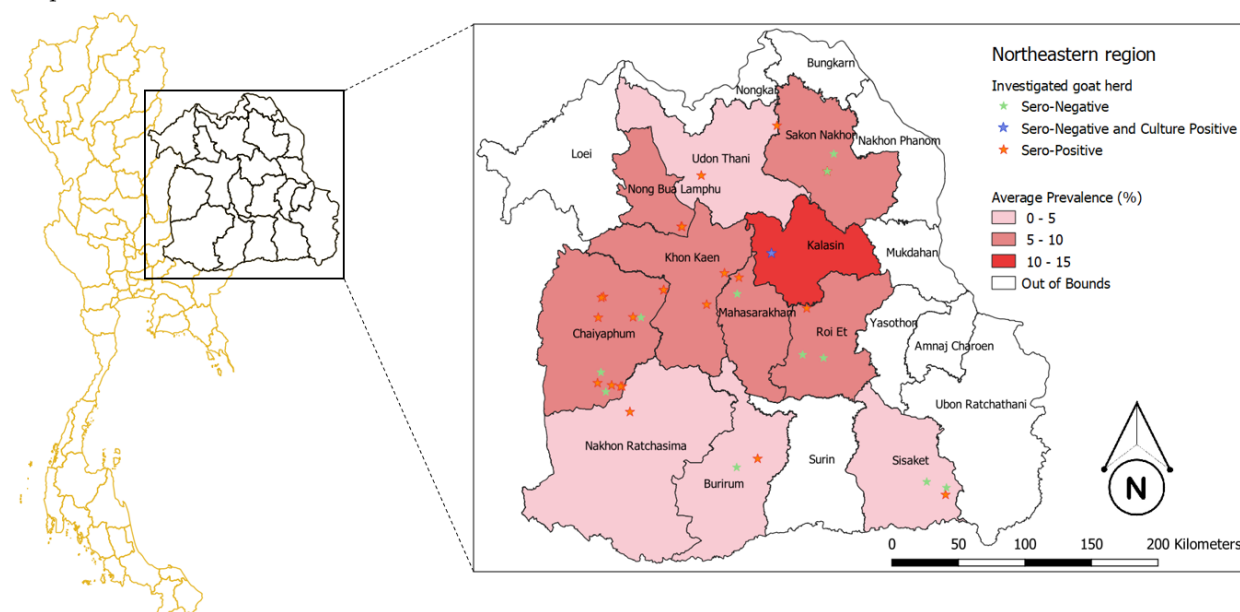 Bungkarn
Nongkai
Sakon Nakhon
Nakhon Phanom
Loei
Udon Thani
Nong Bua Lamphu
Kalasin
Mukdahan
Khon Kaen
Mahasarakham
Roi Et
Yasothon
Chaiyaphum
Amnaj Charoen
Ubon Ratchathani
Nakhon Ratchasima
Surin
Sisaket
Burirum
Northeastern region
Investigated goat herd
Sero-Negative
Sero-Negative and Culture Positive
Sero-Positive
Average Prevalence (%)
0 - 5
5 - 10
10 - 15
Out of Bounds
N
0 50 100 150 200 Kilometers